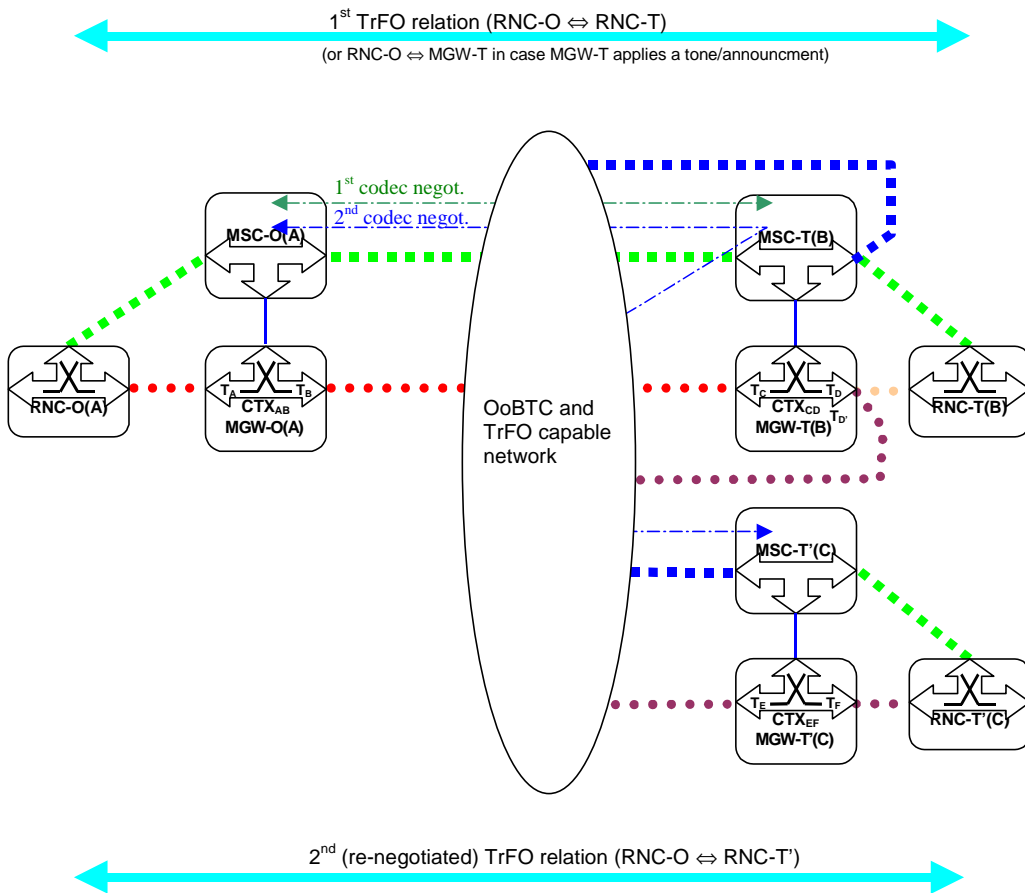 1st TrFO relation (RNC-O ⇔ RNC-T)
(or RNC-O ⇔ MGW-T in case MGW-T applies a tone/announcment)
1st codec negot.
2nd codec negot.
MSC-O(A)
MSC-T(B)
RNC-O(A)
TA TB
CTXAB
MGW-O(A)
OoBTC and
TrFO capable
network
TC TD
CTXCD TD'
MGW-T(B)
RNC-T(B)
MSC-T'(C)
TE TF
CTXEF
MGW-T'(C)
RNC-T'(C)
2nd (re-negotiated) TrFO relation (RNC-O ⇔ RNC-T')